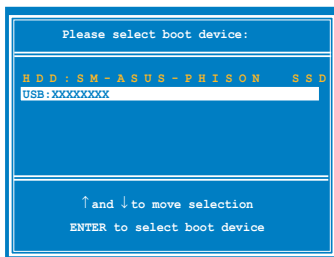 Please select boot device:
HDD:SM-ASUS-PHISON SSD
USB:XXXXXXXX
↑and ↓to move selection
ENTER to select boot device